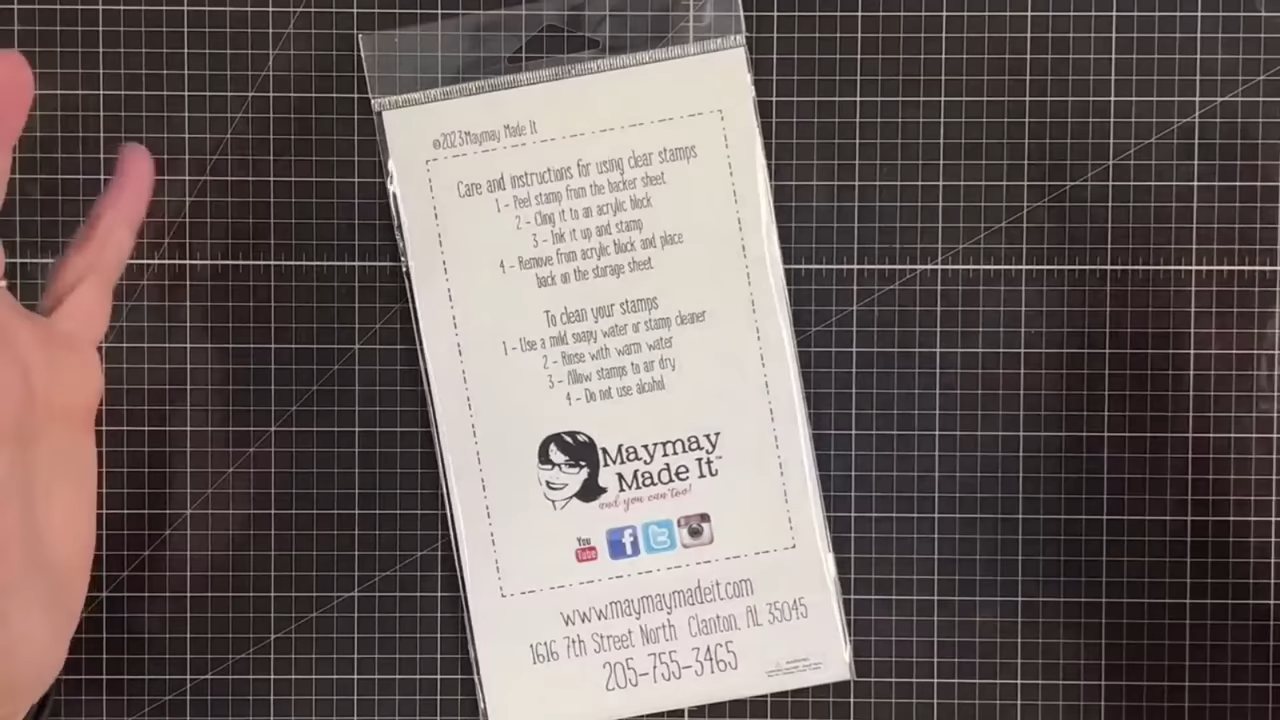 ©2023 Maymay Made It
Care and instructions for using clear stamps
1 - Peel stamp from the backer sheet
2 - Cling it to an acrylic block
3 - Ink it up and stamp
4 - Remove from acrylic block and place
back on the storage sheet
To clean your stamps
1 - Use a mild soapy water or stamp cleaner
2 - Rinse with warm water
3 - Allow stamps to air dry
4 - Do not use alcohol
Maymay
Made It™
and you can too!
You
Tube
www.maymaymadeit.com
1616 7th Street North Clanton, AL 35045
205-755-3465